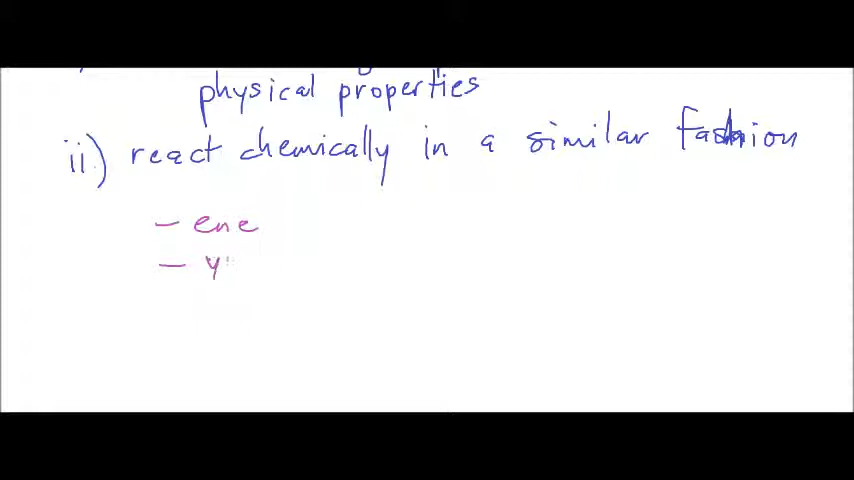 physical properties
ii) react chemically in a similar fashion
- ene
- y